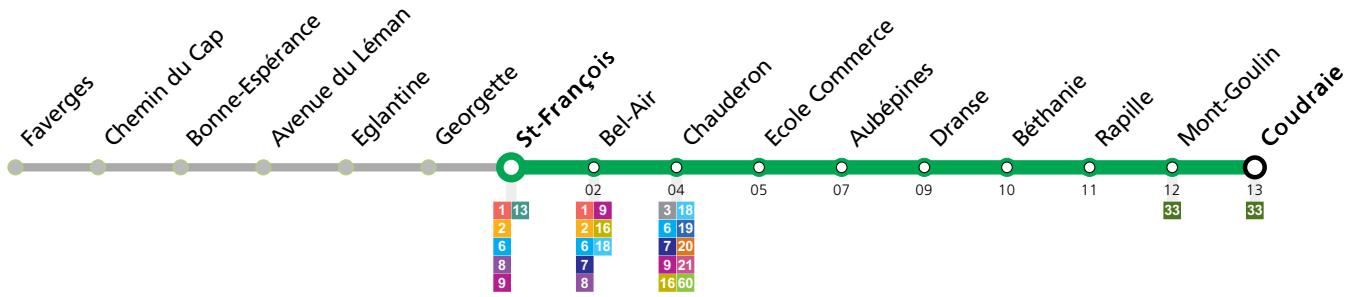 Faverges
Chemin du Cap
Bonne-Espérance
Avenue du Léman
Eglantine
Georgette
St-François
Bel-Air
Chauderon
Ecole Commerce
Aubépines
Dranse
Béthanie
Rapille
Mont-Goulin
Coudraie
02 04 05 07 09 10 11 12 13
1 13 1 9 3 18 33 33
2 2 16 6 19
6 6 18 7 20
8 7 9 21
9 8 16 60